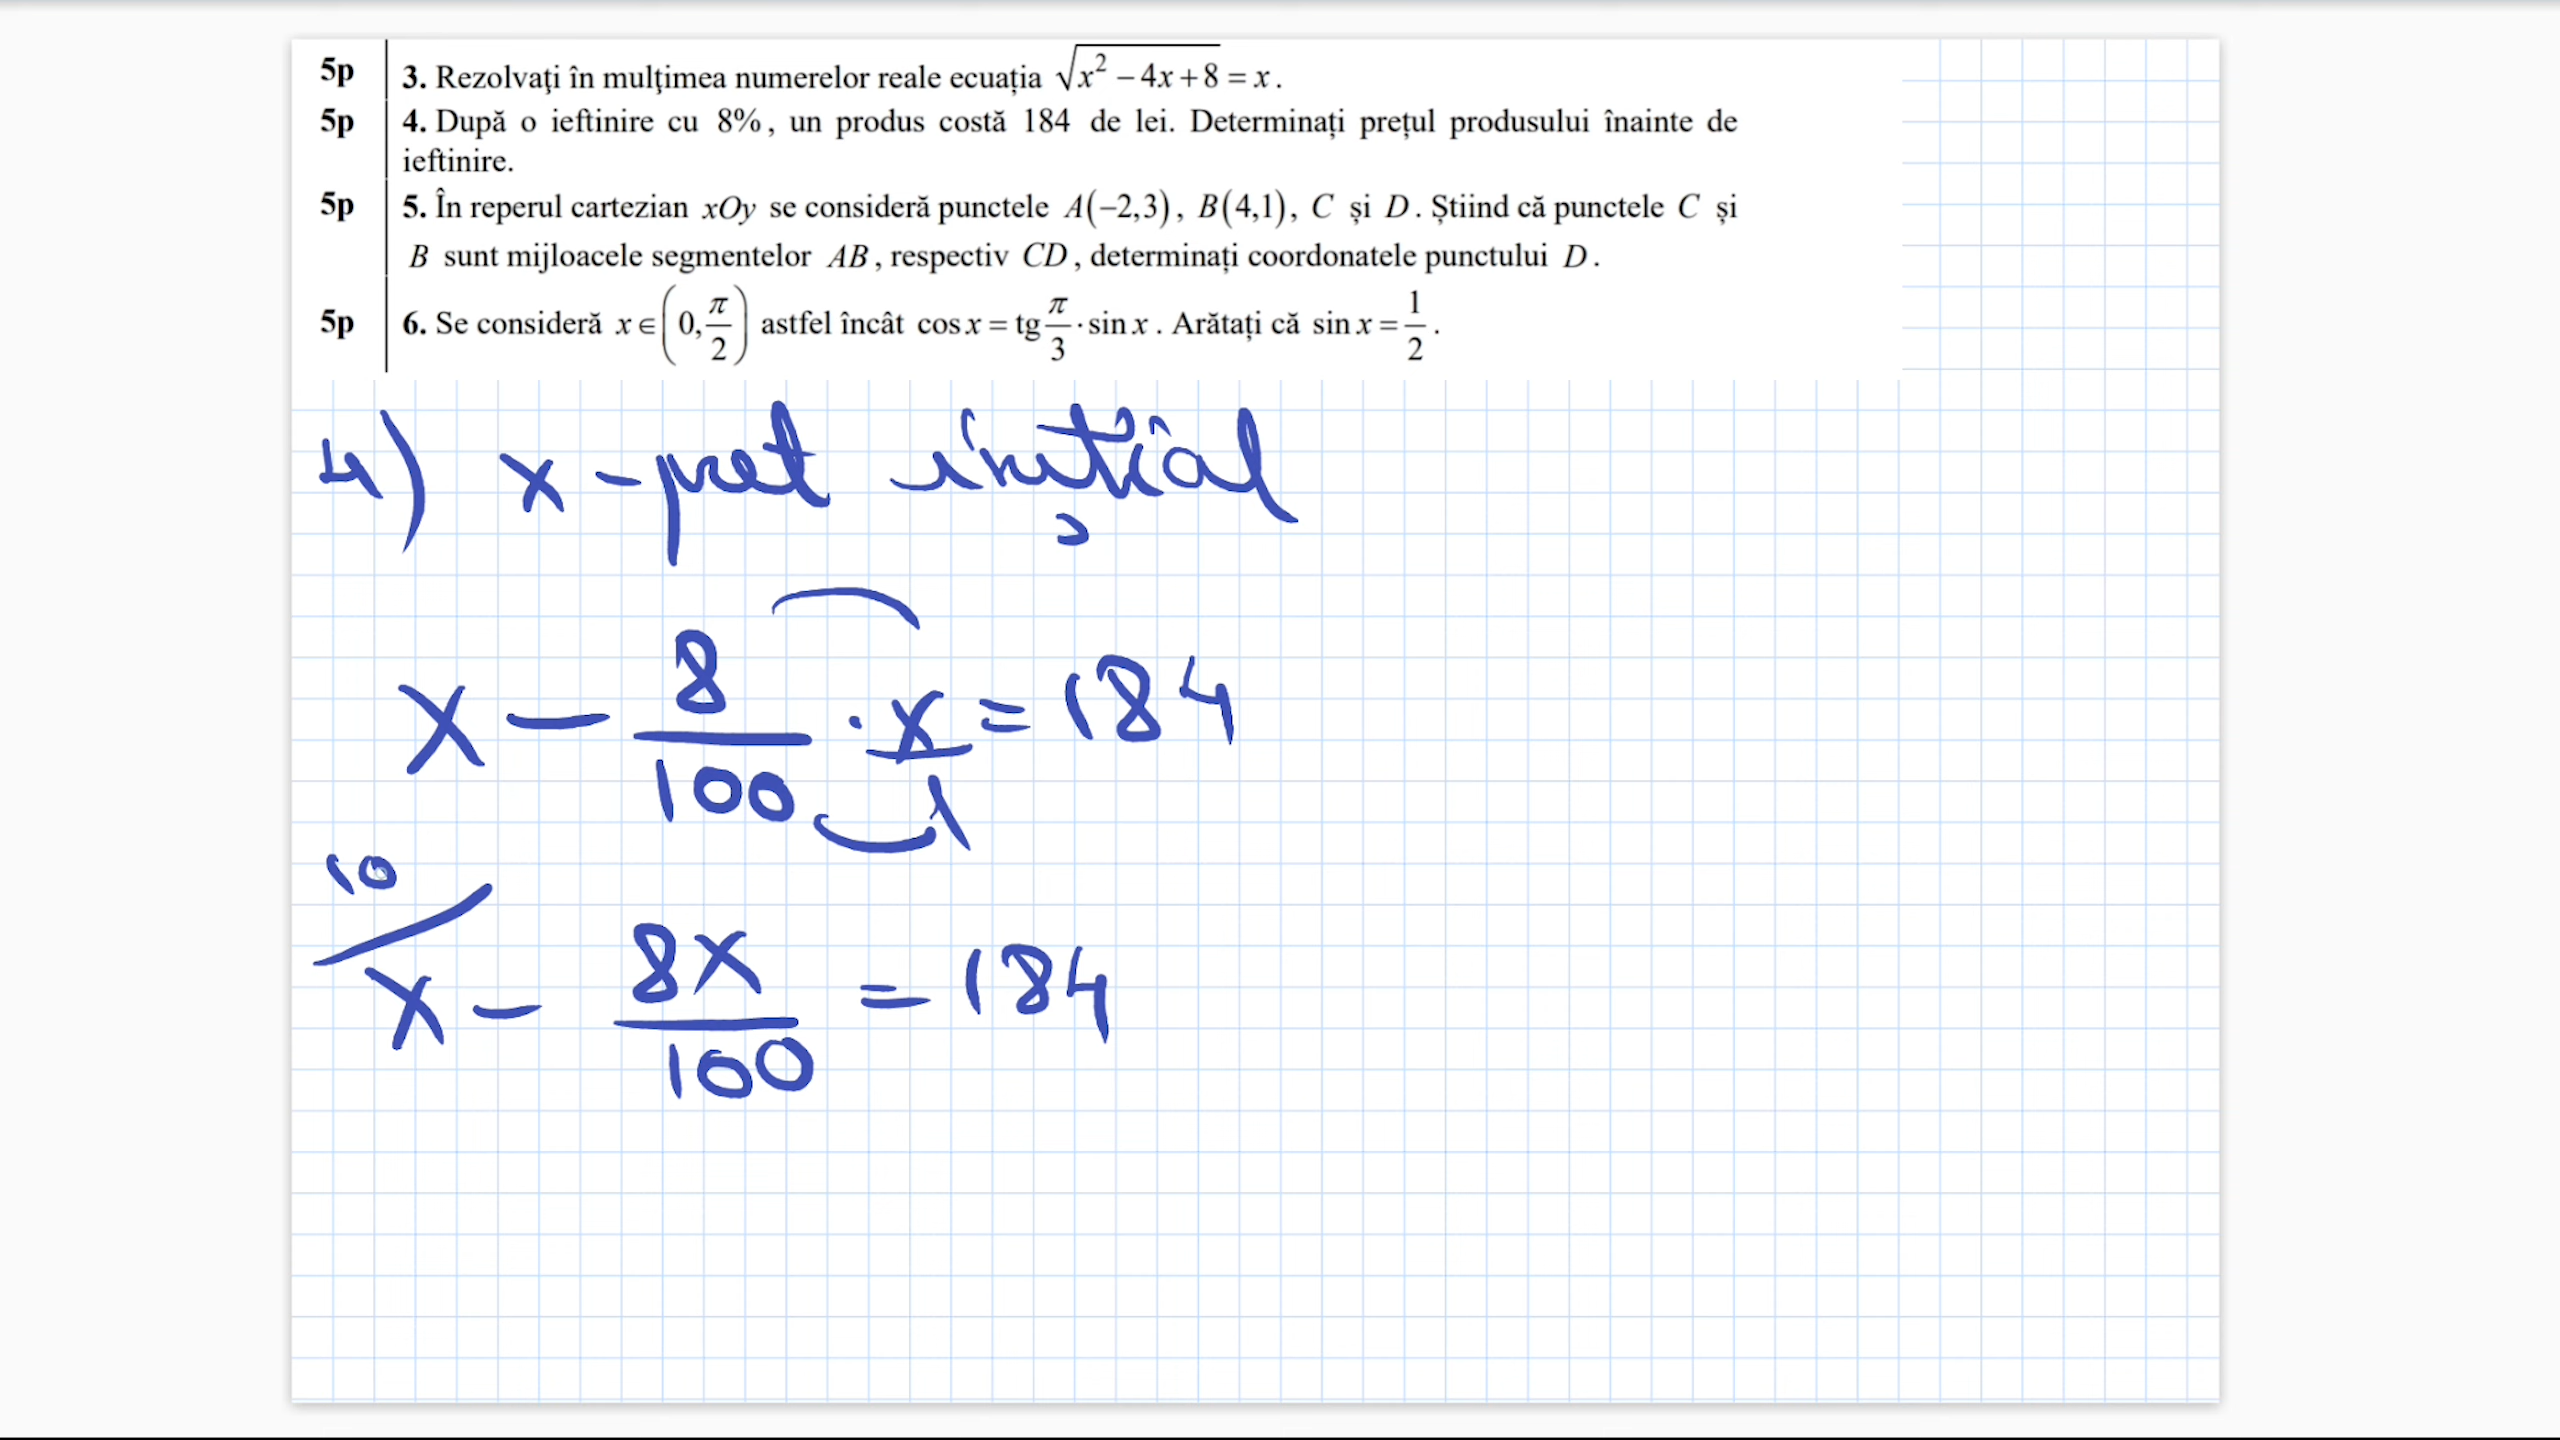 5p 3. Rezolvaţi în mulţimea numerelor reale ecuația √(x² − 4x + 8) = x .
5p 4. După o ieftinire cu 8% , un produs costă 184 de lei. Determinați prețul produsului înainte de
ieftinire.
5p 5. În reperul cartezian xOy se consideră punctele A(−2,3) , B(4,1) , C și D . Știind că punctele C și
B sunt mijloacele segmentelor AB , respectiv CD , determinați coordonatele punctului D .
5p 6. Se consideră x ∈ (0, π/2) astfel încât cos x = tg π/3 · sin x . Arătați că sin x = 1/2 .
4) x - pret inițial
x − 8/100 · x/1 = 184
10
x − 8x/100 = 184